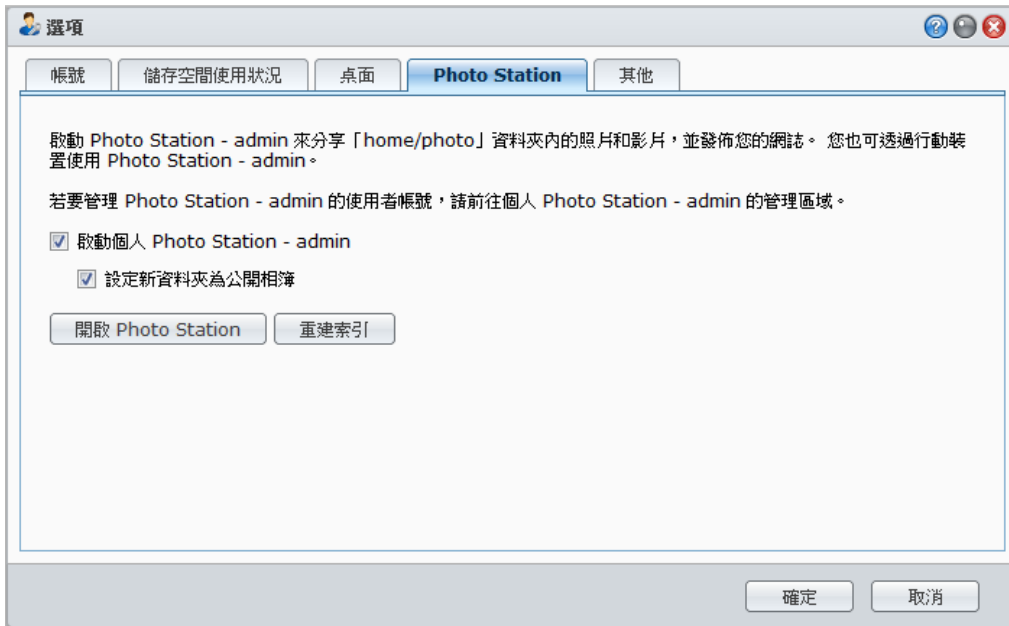 選項
帳號 儲存空間使用狀況 桌面 Photo Station 其他
啟動 Photo Station - admin 來分享「home/photo」資料夾內的照片和影片，並發佈您的網誌。 您也可透過行動裝
置使用 Photo Station - admin。
若要管理 Photo Station - admin 的使用者帳號，請前往個人 Photo Station - admin 的管理區域。
啟動個人 Photo Station - admin
設定新資料夾為公開相簿
開啟 Photo Station 重建索引
確定 取消